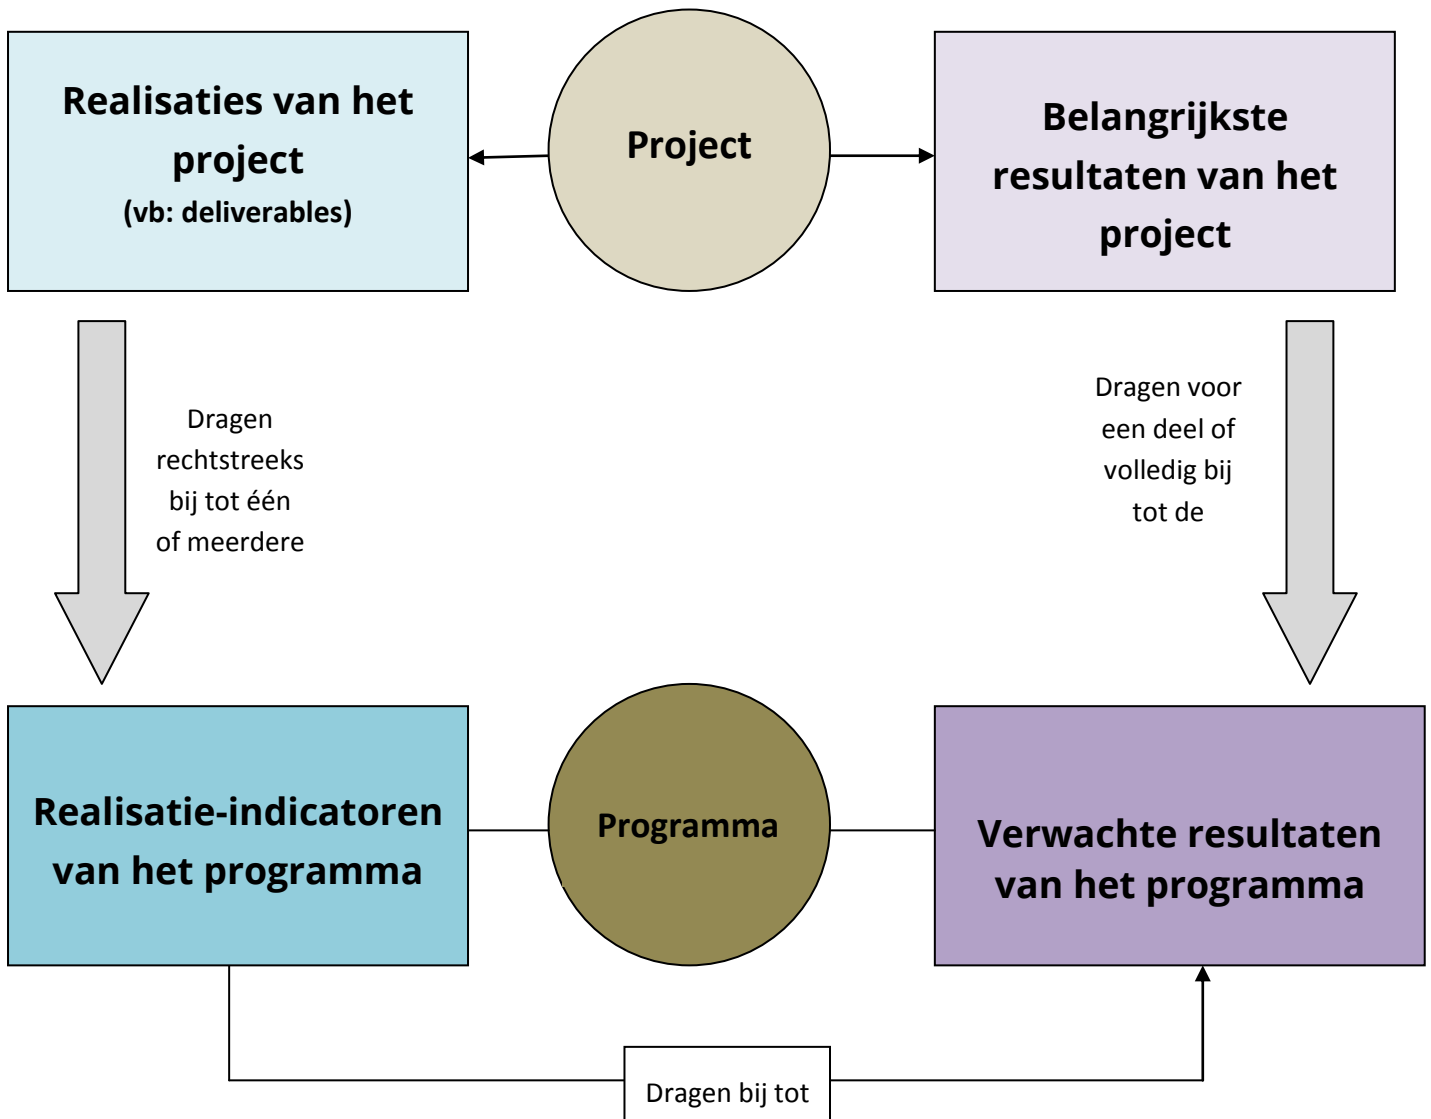 Realisaties van het
project
(vb: deliverables)
Project
Belangrijkste
resultaten van het
project
Dragen
rechtstreeks
bij tot één
of meerdere
Dragen voor
een deel of
volledig bij
tot de
Realisatie-indicatoren
van het programma
Programma
Verwachte resultaten
van het programma
Dragen bij tot